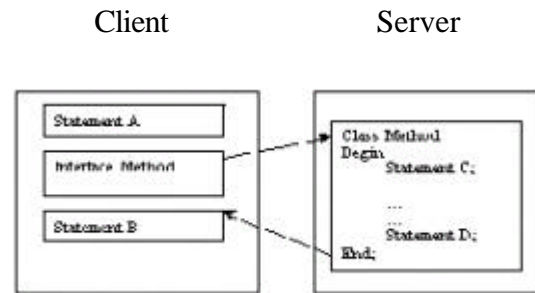 Client Server
Statement A
Interface Method
Statement B
Class Method
Begin
Statement C;
...
...
Statement D;
End;